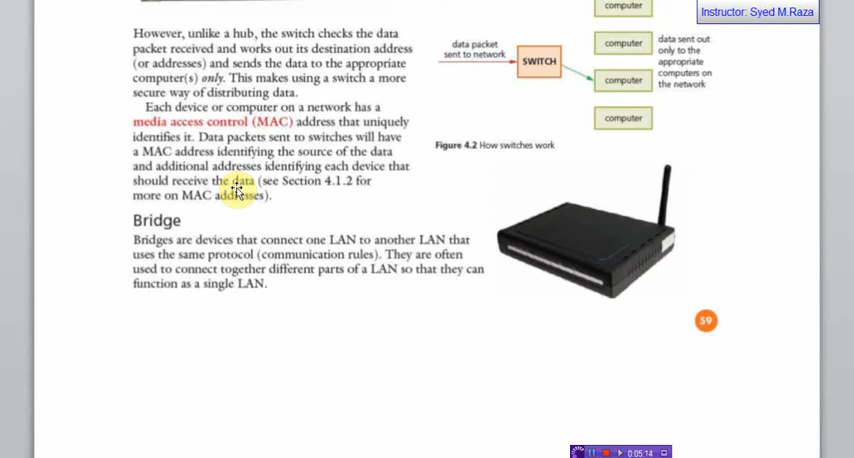 Instructor: Syed M.Raza
However, unlike a hub, the switch checks the data
packet received and works out its destination address
(or addresses) and sends the data to the appropriate
computer(s) only. This makes using a switch a more
secure way of distributing data.
Each device or computer on a network has a
media access control (MAC) address that uniquely
identifies it. Data packets sent to switches will have
a MAC address identifying the source of the data
and additional addresses identifying each device that
should receive the data (see Section 4.1.2 for
more on MAC addresses).
computer
data packet
sent to network
SWITCH
computer
computer
computer
data sent out
only to the
appropriate
computers on
the network
Figure 4.2 How switches work
Bridge
Bridges are devices that connect one LAN to another LAN that
uses the same protocol (communication rules). They are often
used to connect together different parts of a LAN so that they can
function as a single LAN.
59
0:05:14